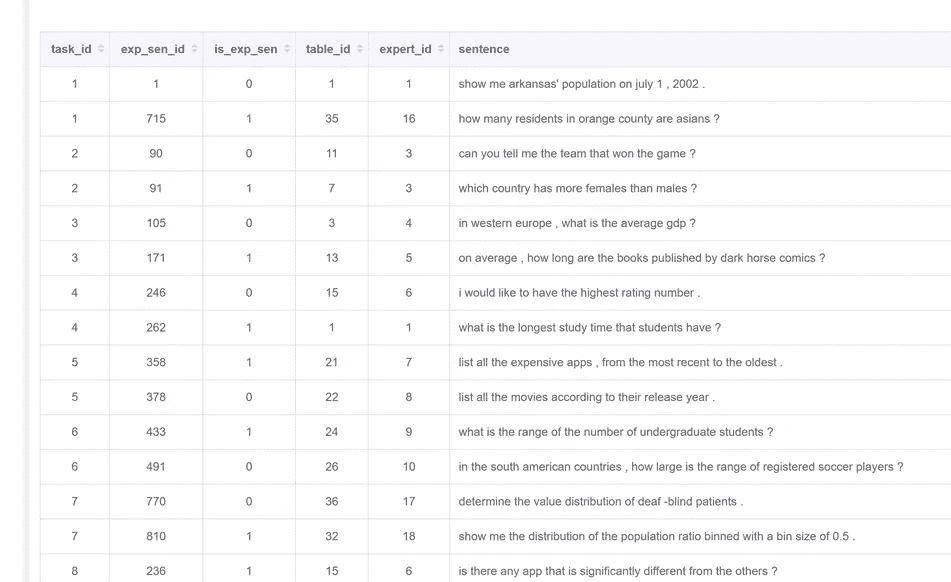 task_id exp_sen_id is_exp_sen table_id expert_id sentence
1 1 0 1 1 show me arkansas' population on july 1 , 2002 .
1 715 1 35 16 how many residents in orange county are asians ?
2 90 0 11 3 can you tell me the team that won the game ?
2 91 1 7 3 which country has more females than males ?
3 105 0 3 4 in western europe , what is the average gdp ?
3 171 1 13 5 on average , how long are the books published by dark horse comics ?
4 246 0 15 6 i would like to have the highest rating number .
4 262 1 1 1 what is the longest study time that students have ?
5 358 1 21 7 list all the expensive apps , from the most recent to the oldest .
5 378 0 22 8 list all the movies according to their release year .
6 433 1 24 9 what is the range of the number of undergraduate students ?
6 491 0 26 10 in the south american countries , how large is the range of registered soccer players ?
7 770 0 36 17 determine the value distribution of deaf -blind patients .
7 810 1 32 18 show me the distribution of the population ratio binned with a bin size of 0.5 .
8 236 1 15 6 is there any app that is significantly different from the others ?